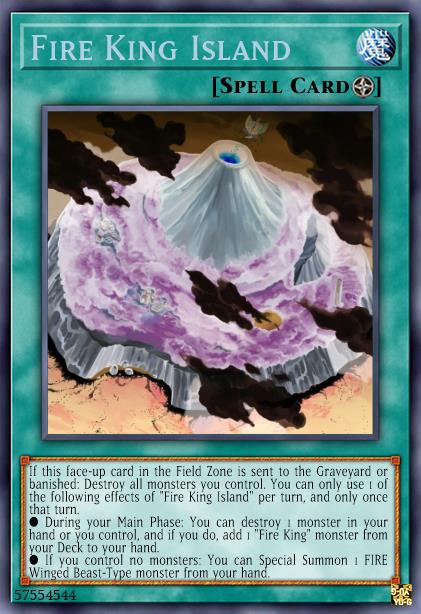 Fire King Island
魔
[Spell Card]
If this face-up card in the Field Zone is sent to the Graveyard or
banished: Destroy all monsters you control. You can only use 1 of
the following effects of "Fire King Island" per turn, and only once
that turn.
● During your Main Phase: You can destroy 1 monster in your
hand or you control, and if you do, add 1 "Fire King" monster from
your Deck to your hand.
● If you control no monsters: You can Special Summon 1 FIRE
Winged Beast-Type monster from your hand.
57554544